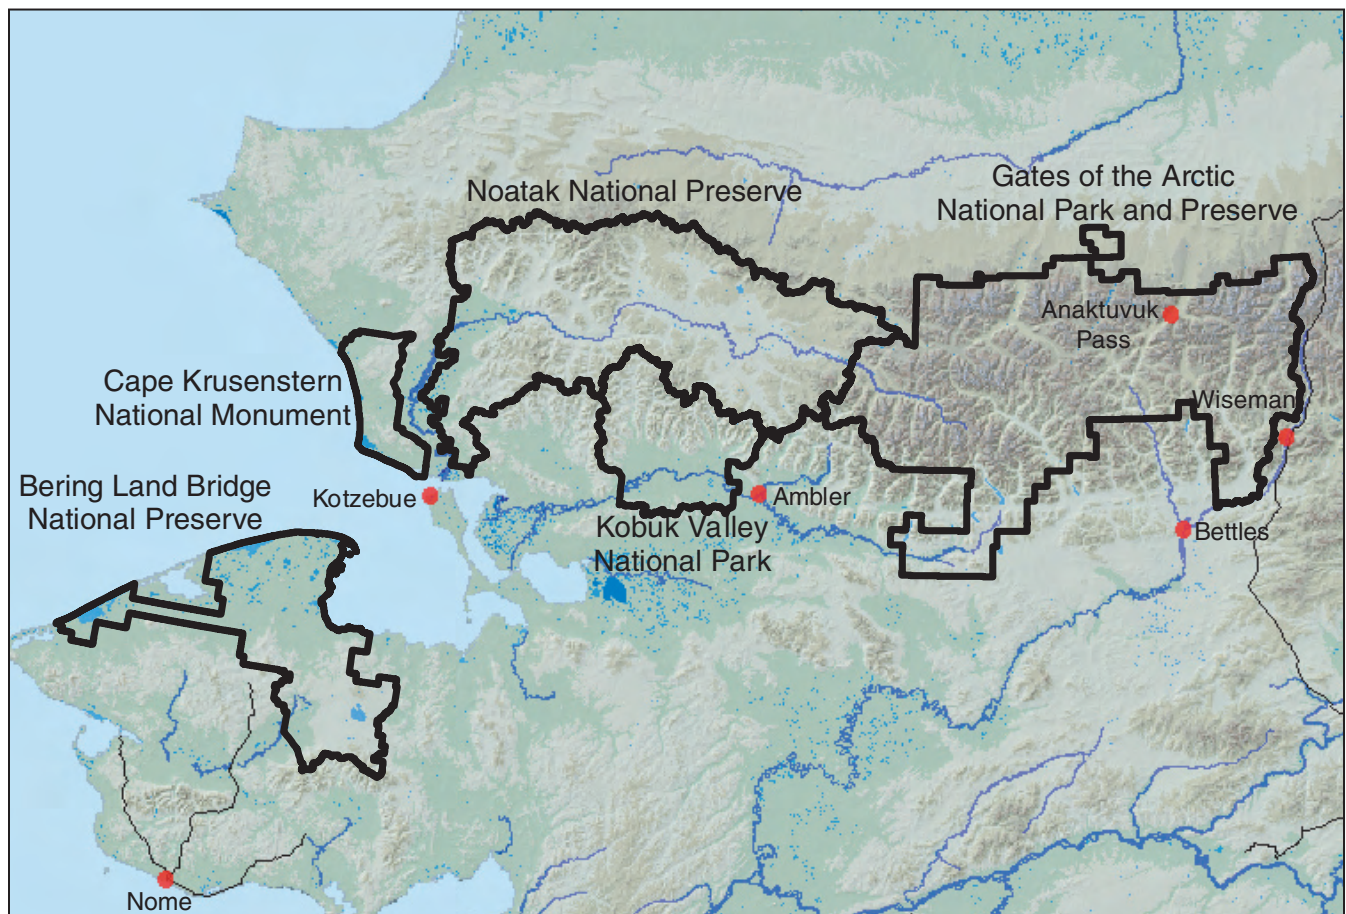 Noatak National Preserve
Gates of the Arctic
National Park and Preserve
Anaktuvuk
Pass
Cape Krusenstern
National Monument
Wiseman
Bering Land Bridge
National Preserve
Kotzebue
Ambler
Kobuk Valley
National Park
Bettles
Nome